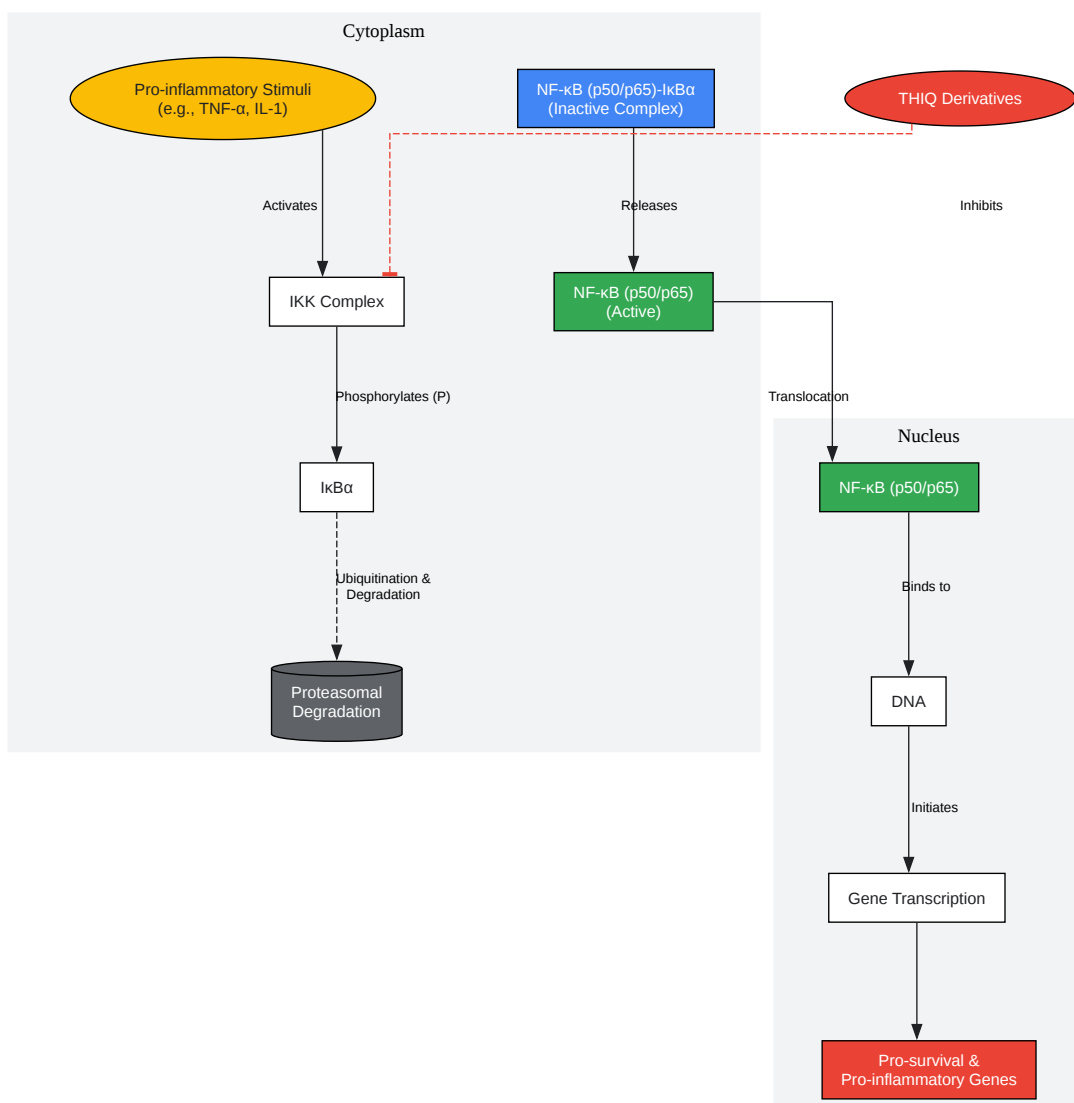 Cytoplasm
Pro-inflammatory Stimuli
(e.g., TNF-α, IL-1)
NF-κB (p50/p65)-IκBα
(Inactive Complex)
THIQ Derivatives
Activates
Releases
Inhibits
IKK Complex
NF-κB (p50/p65)
(Active)
Phosphorylates (P)
Translocation
Nucleus
IκBα
NF-κB (p50/p65)
Ubiquitination &
Degradation
Binds to
Proteasomal
Degradation
DNA
Initiates
Gene Transcription
Pro-survival &
Pro-inflammatory Genes